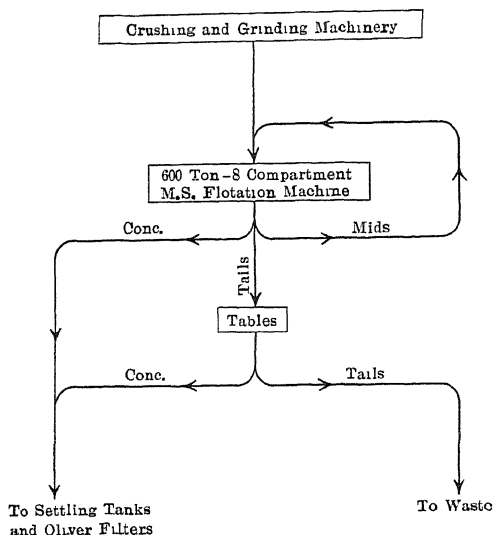 Crushing and Grinding Machinery
600 Ton-8 Compartment
M.S. Flotation Machine
Conc.
Mids
Tails
Tables
Conc.
Tails
To Settling Tanks
and Oliver Filters
To Waste